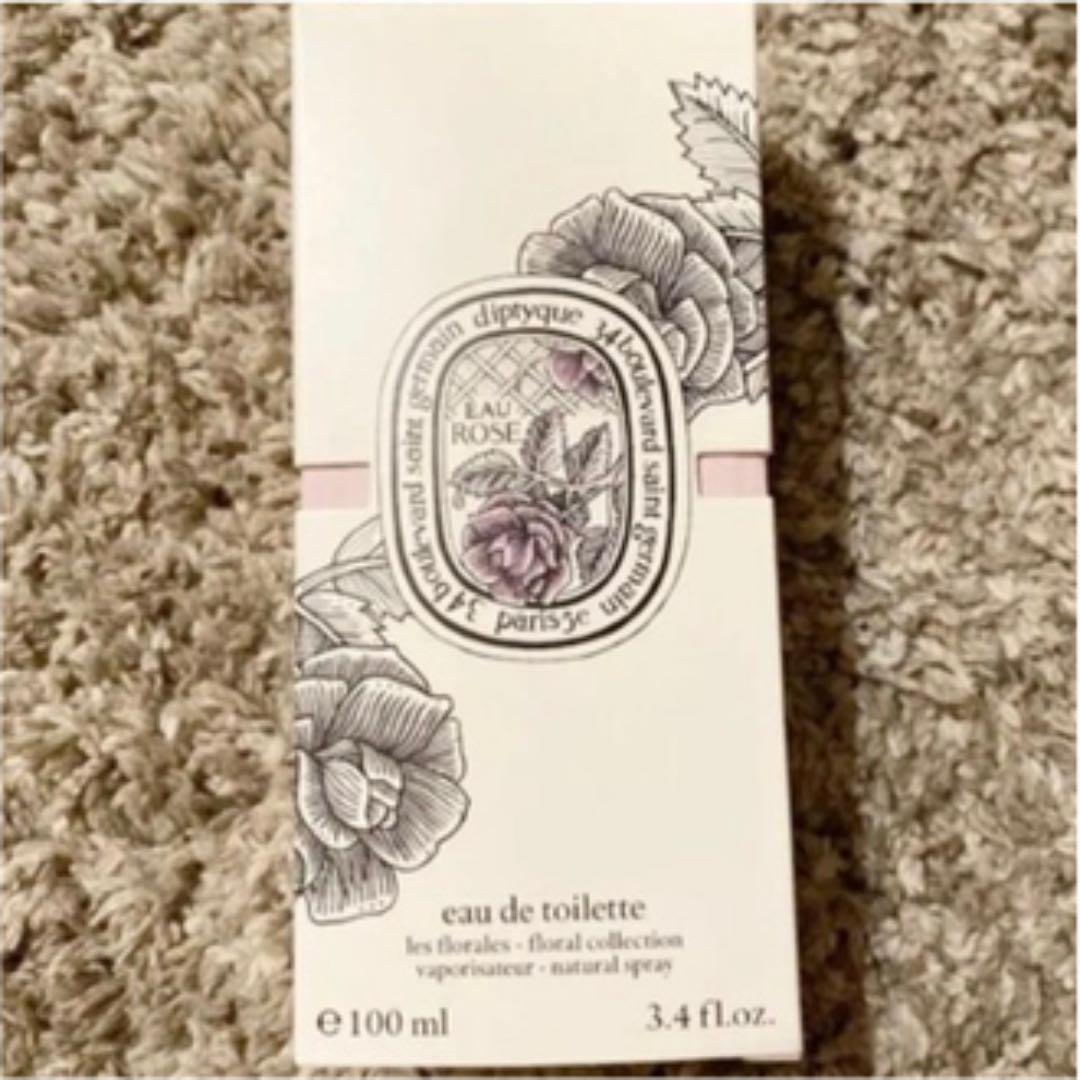 diptyque 34 boulevard saint germain paris 5e 34 boulevard saint germain
EAU
ROSE
eau de toilette
les florales - floral collection
vaporisateur - natural spray
e 100 ml
3.4 fl.oz.